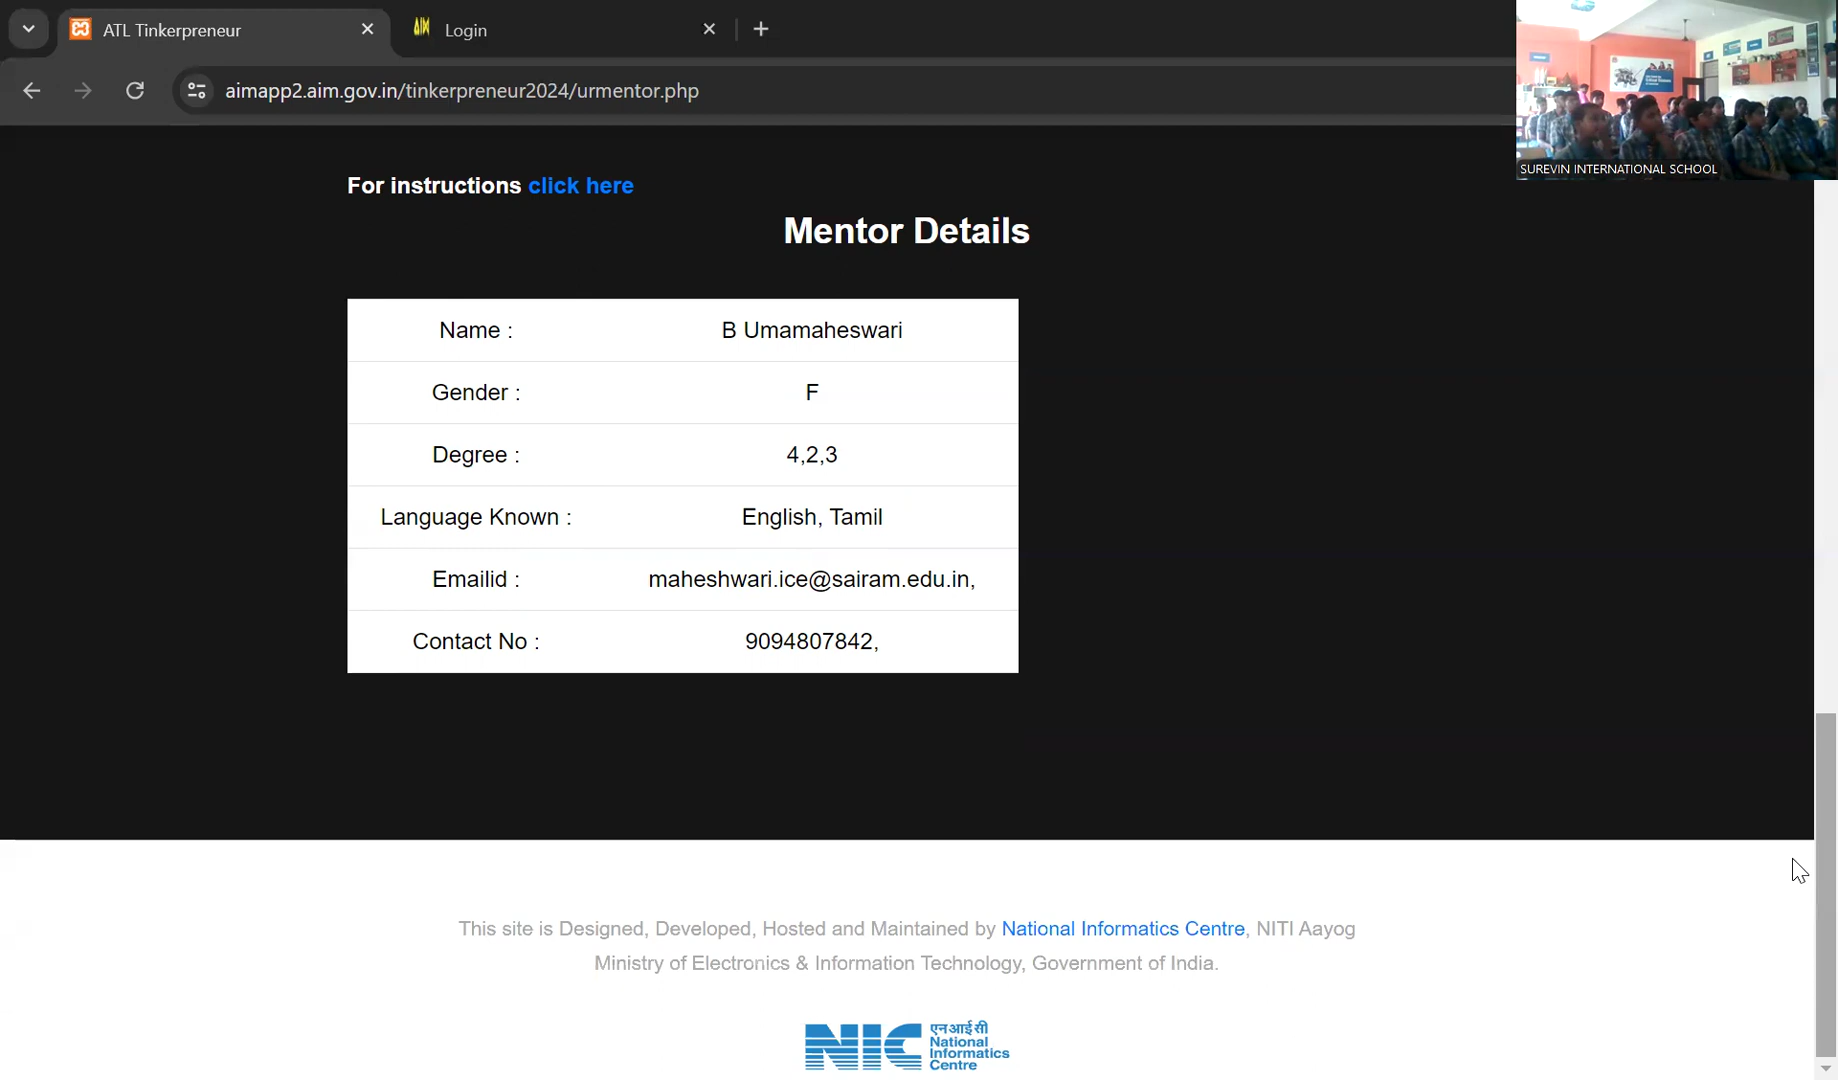 ATL Tinkerpreneur
Login
aimapp2.aim.gov.in/tinkerpreneur2024/urmentor.php
SUREVIN INTERNATIONAL SCHOOL
For instructions click here
Mentor Details
Name : B Umamaheswari
Gender : F
Degree : 4,2,3
Language Known : English, Tamil
Emailid : maheshwari.ice@sairam.edu.in,
Contact No : 9094807842,
This site is Designed, Developed, Hosted and Maintained by National Informatics Centre, NITI Aayog
Ministry of Electronics & Information Technology, Government of India.
NIC
एनआईसी
National
Informatics
Centre